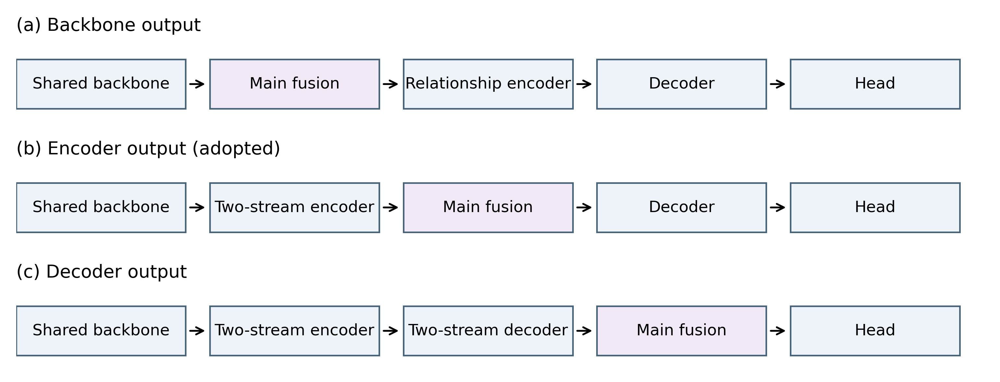 (a) Backbone output
Shared backbone
Main fusion
Relationship encoder
Decoder
Head
(b) Encoder output (adopted)
Shared backbone
Two-stream encoder
Main fusion
Decoder
Head
(c) Decoder output
Shared backbone
Two-stream encoder
Two-stream decoder
Main fusion
Head